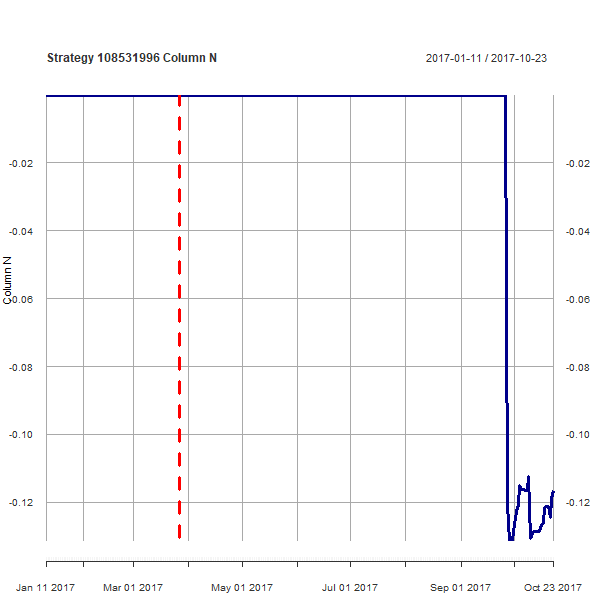 Strategy 108531996 Column N
2017-01-11 / 2017-10-23
-0.02
-0.04
-0.06
-0.08
-0.10
-0.12
Column N
-0.02
-0.04
-0.06
-0.08
-0.10
-0.12
Jan 11 2017
Mar 01 2017
May 01 2017
Jul 01 2017
Sep 01 2017
Oct 23 2017